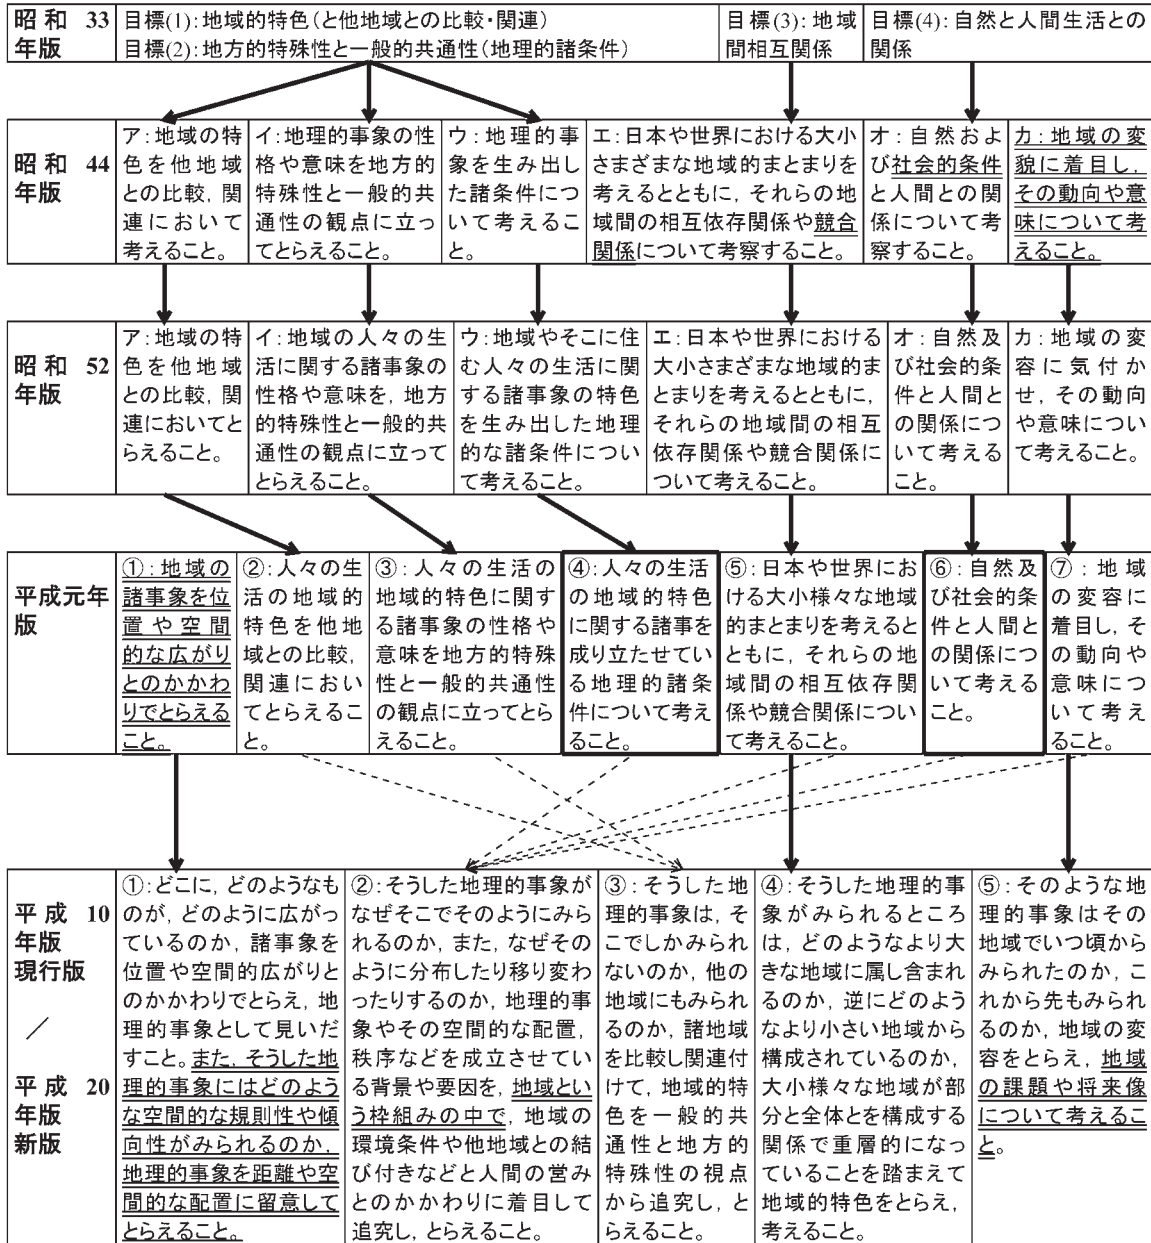 昭和 33
年版
目標(1):地域的特色(と他地域との比較・関連)
目標(2):地方的特殊性と一般的共通性(地理的諸条件)
目標(3):地域
間相互関係
目標(4):自然と人間生活との
関係
昭和 44
年版
ア:地域の特
色を他地域
との比較, 関
連において
考えること。
イ:地理的事象の性
格や意味を地方的
特殊性と一般的共
通性の観点に立っ
てとらえること。
ウ:地理的事
象を生み出し
た諸条件につ
いて考えるこ
と。
エ:日本や世界における大小
さまざまな地域的まとまりを
考えるとともに, それらの地
域間の相互依存関係や競合
関係について考察すること。
オ:自然およ
び社会的条件
と人間との関
係について考
察すること。
カ:地域の変
貌に着目し,
その動向や意
味について考
えること。
昭和 52
年版
ア:地域の特
色を他地域
との比較, 関
連においてと
らえること。
イ:地域の人々の生
活に関する諸事象の
性格や意味を, 地方
的特殊性と一般的共
通性の観点に立って
とらえること。
ウ:地域やそこに住
む人々の生活に関
する諸事象の特色
を生み出した地理
的な諸条件につい
て考えること。
エ:日本や世界における
大小さまざまな地域的ま
とまりを考えるとともに,
それらの地域間の相互
依存関係や競合関係に
ついて考えること。
オ:自然及
び社会的条
件と人間と
の関係につ
いて考える
こと。
カ:地域の変
容に気付か
せ, その動向
や意味につい
て考えること。
平成元年
版
①:地域の
諸事象を位
置や空間
的な広がり
とのかかわ
りでとらえる
こと。
②:人々の生
活の地域的
特色を他地
域との比較,
関連におい
てとらえるこ
と。
③:人々の生活の
地域的特色に関す
る諸事象の性格や
意味を地方的特殊
性と一般的共通性
の観点に立ってとら
えること。
④:人々の生活
の地域的特色
に関する諸事を
成り立たせてい
る地理的諸条
件について考え
ること。
⑤:日本や世界にお
ける大小様々な地域
的まとまりを考えると
ともに, それらの地
域間の相互依存関
係や競合関係につい
て考えること。
⑥:自然及
び社会的条
件と人間と
の関係につ
いて考える
こと。
⑦:地域
の変容に
着目し, そ
の動向や
意味につ
いて考え
ること。
平成 10
年版
現行版
/
平成 20
年版
新版
①:どこに, どのようなも
のが, どのように広がっ
ているのか, 諸事象を
位置や空間的広がりと
のかかわりでとらえ, 地
理的事象として見いだ
すこと。また, そうした地
理的事象にはどのよう
な空間的な規則性や傾
向性がみられるのか,
地理的事象を距離や空
間的な配置に留意して
とらえること。
②:そうした地理的事象が
なぜそこでそのようにみら
れるのか, また, なぜその
ように分布したり移り変わ
ったりするのか, 地理的事
象やその空間的な配置,
秩序などを成立させてい
る背景や要因を, 地域とい
う枠組みの中で, 地域の
環境条件や他地域との結
び付きなどと人間の営み
とのかかわりに着目して
追究し, とらえること。
③:そうした地
理的事象は, そ
こでしかみられ
ないのか, 他の
地域にもみられ
るのか, 諸地域
を比較し関連付
けて, 地域的特
色を一般的共
通性と地方的
特殊性の視点
から追究し, と
らえること。
④:そうした地理的事
象がみられるところ
は, どのようなより大
きな地域に属し含まれ
るのか, 逆にどのよう
なより小さい地域から
構成されているのか,
大小様々な地域が部
分と全体とを構成する
関係で重層的になっ
ていることを踏まえて
地域的特色をとらえ,
考えること。
⑤:そのような地
理的事象はその
地域でいつ頃から
みられたのか, こ
れから先もみられ
るのか, 地域の変
容をとらえ, 地域
の課題や将来像
について考えるこ
と。